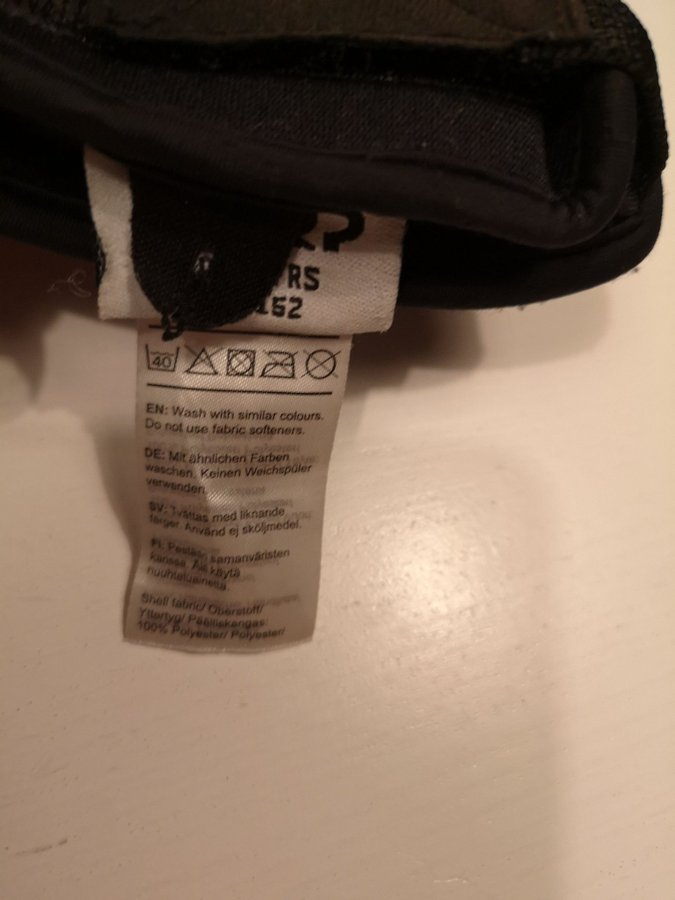 RS
152
40
EN: Wash with similar colours.
Do not use fabric softeners.
DE: Mit ähnlichen Farben
waschen. Keinen Weichspüler
verwenden.
SV: Tvättas med liknande
färger. Använd ej sköljmedel.
FI: Pestään samanväristen
kanssa. Älä käytä
huuhteluainetta.
Shell fabric/ Oberstoff/
Yttertyg/ Päälliskangas:
100% Polyester/ Polyester/